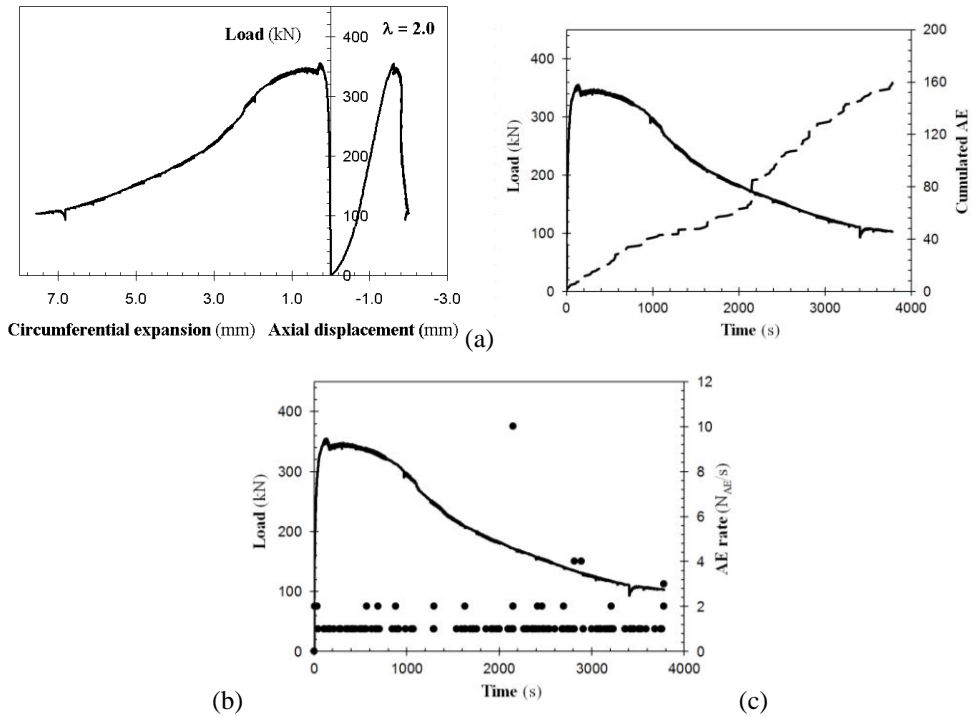 Load (kN)
λ = 2.0
400
300
200
100
0
7.0 5.0 3.0 1.0 -1.0 -3.0
Circumferential expansion (mm) Axial displacement (mm)
(a)
Load (kN)
400
300
200
100
0
200
160
120
80
40
0
Cumulated AE
0 1000 2000 3000 4000
Time (s)
Load (kN)
400
300
200
100
0
12
10
8
6
4
2
0
AE rate (N_AE/s)
0 1000 2000 3000 4000
Time (s)
(b)
(c)